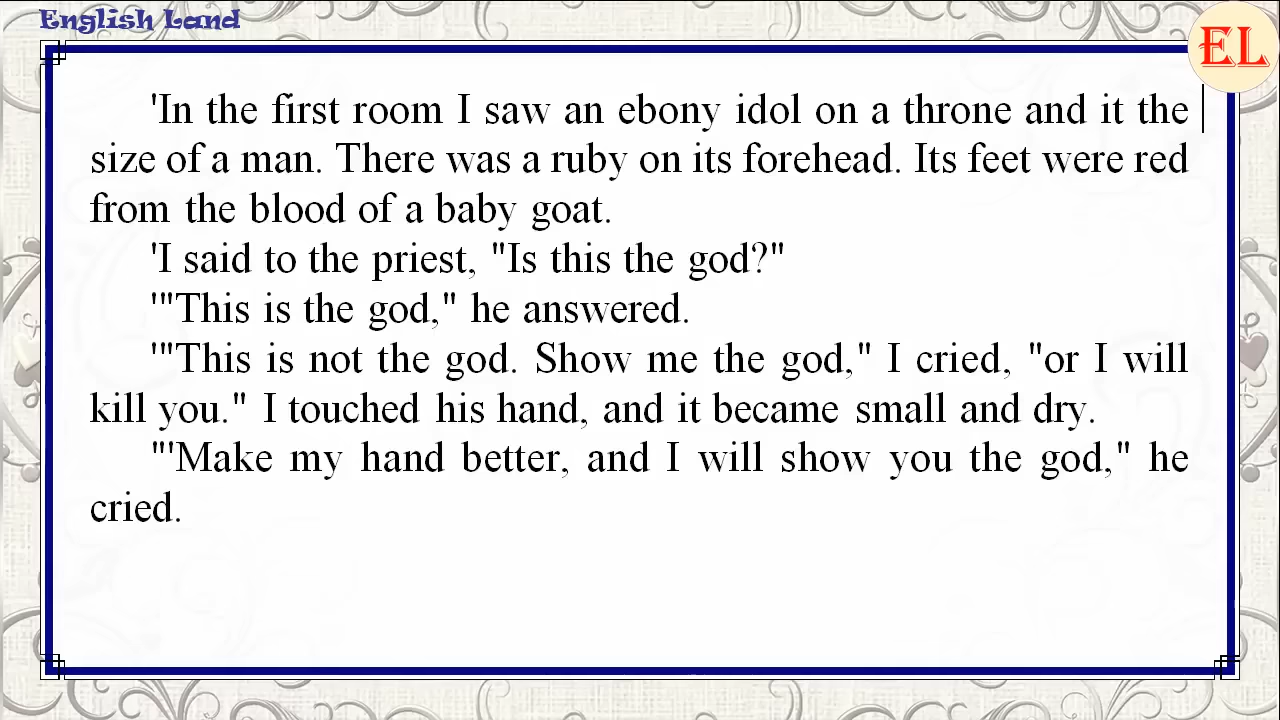 English Land
EL
'In the first room I saw an ebony idol on a throne and it the
size of a man. There was a ruby on its forehead. Its feet were red
from the blood of a baby goat.
'I said to the priest, "Is this the god?"
'"This is the god," he answered.
'"This is not the god. Show me the god," I cried, "or I will
kill you." I touched his hand, and it became small and dry.
"'Make my hand better, and I will show you the god," he
cried.